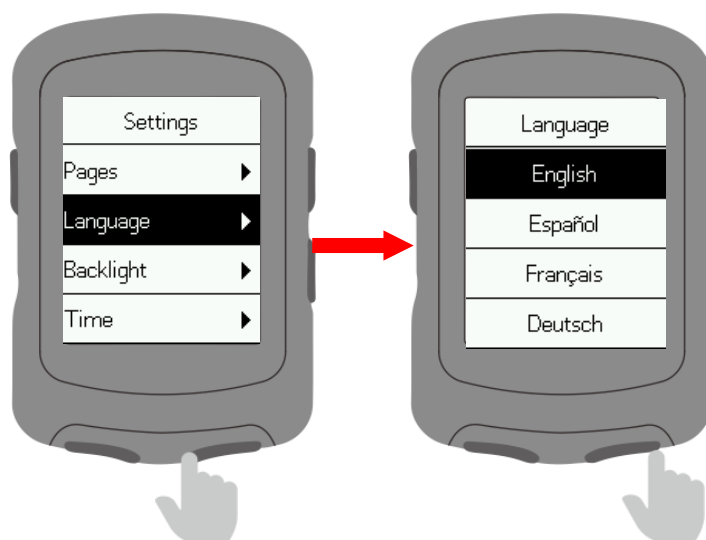 Settings
Pages
Language
Backlight
Time
Language
English
Español
Français
Deutsch